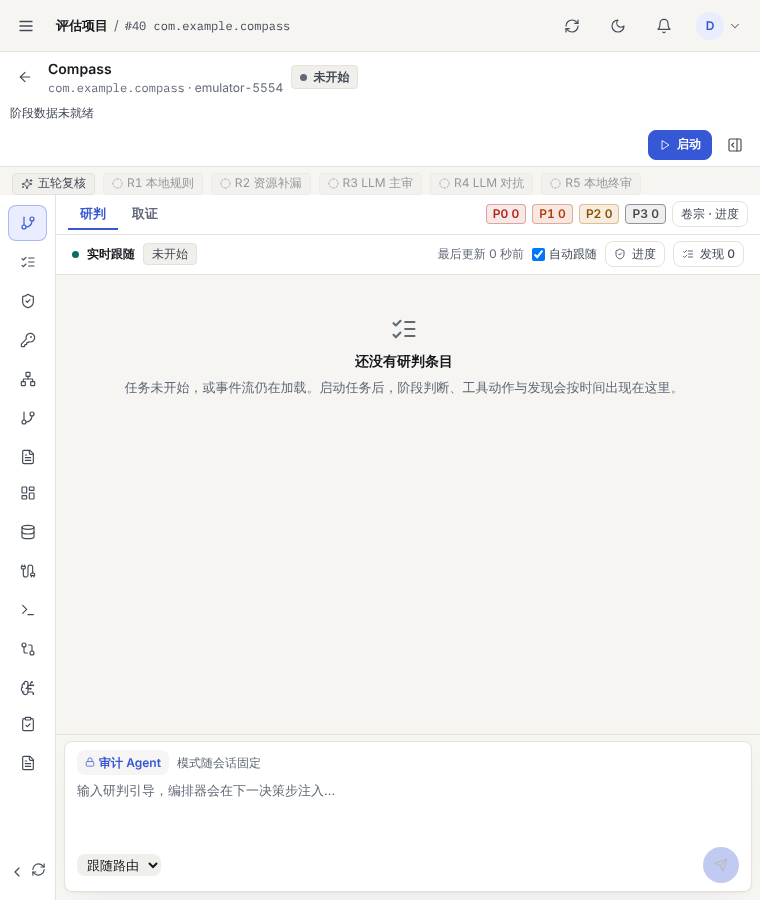 评估项目 / #40 com.example.compass
D
Compass
com.example.compass · emulator-5554
未开始
阶段数据未就绪
启动
五轮复核 R1 本地规则 R2 资源补漏 R3 LLM 主审 R4 LLM 对抗 R5 本地终审
研判 取证 P0 0 P1 0 P2 0 P3 0 卷宗 · 进度
实时跟随 未开始 最后更新 0 秒前 自动跟随 进度 发现 0
还没有研判条目
任务未开始，或事件流仍在加载。启动任务后，阶段判断、工具动作与发现会按时间出现在这里。
审计 Agent 模式随会话固定
输入研判引导，编排器会在下一决策步注入...
跟随路由